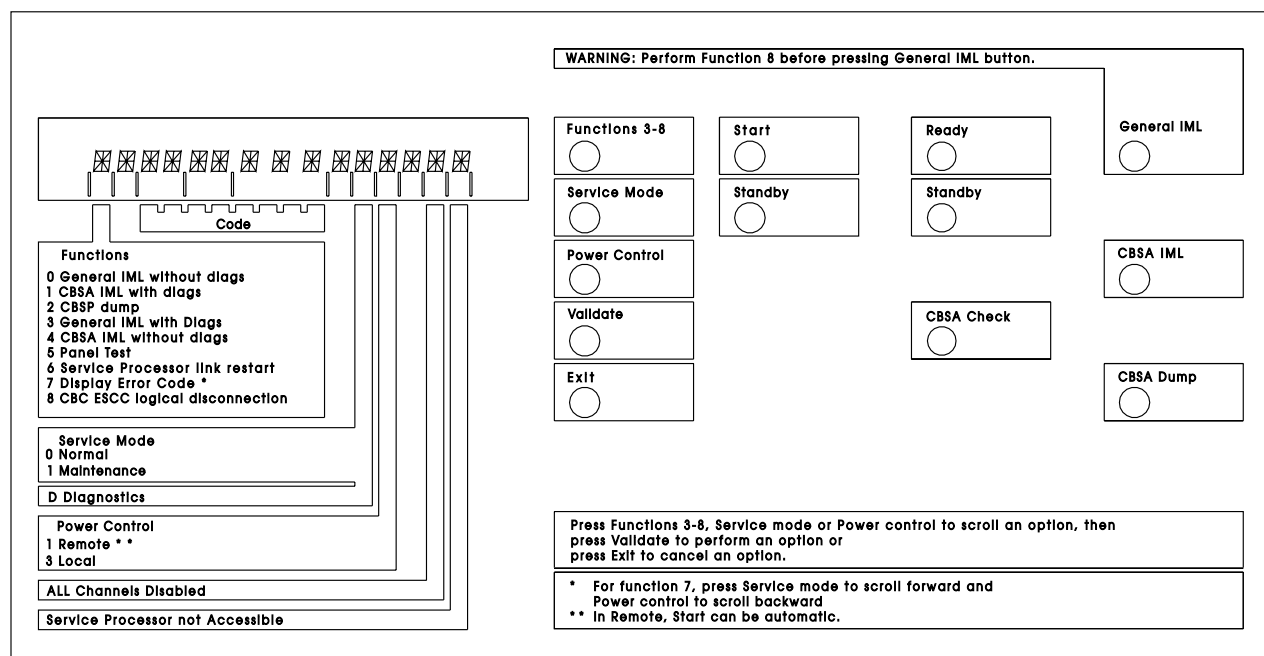 WARNING: Perform Function 8 before pressing General IML button.
Functions 3-8
Start
Ready
General IML
Service Mode
Standby
Standby
Code
Functions
0 General IML without diags
1 CBSA IML with diags
2 CBSP dump
3 General IML with Diags
4 CBSA IML without diags
5 Panel Test
6 Service Processor link restart
7 Display Error Code *
8 CBC ESCC logical disconnection
Power Control
CBSA IML
Validate
CBSA Check
Exit
CBSA Dump
Service Mode
0 Normal
1 Maintenance
D Diagnostics
Power Control
1 Remote * *
3 Local
ALL Channels Disabled
Service Processor not Accessible
Press Functions 3-8, Service mode or Power control to scroll an option, then
press Validate to perform an option or
press Exit to cancel an option.
* For function 7, press Service mode to scroll forward and
Power control to scroll backward
* * In Remote, Start can be automatic.